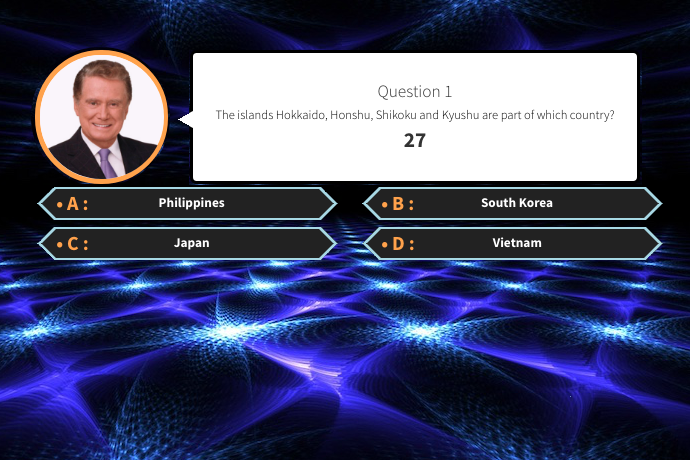 Question 1
The islands Hokkaido, Honshu, Shikoku and Kyushu are part of which country?
27
• A : Philippines
• B : South Korea
• C : Japan
• D : Vietnam